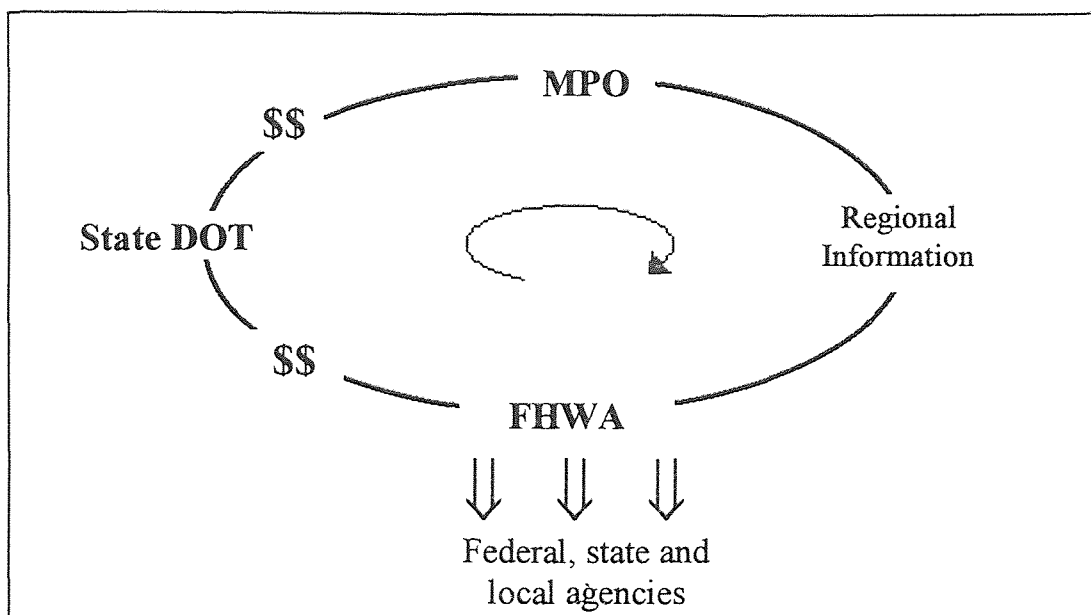 MPO
$$
State DOT
Regional
Information
$$
FHWA
Federal, state and
local agencies